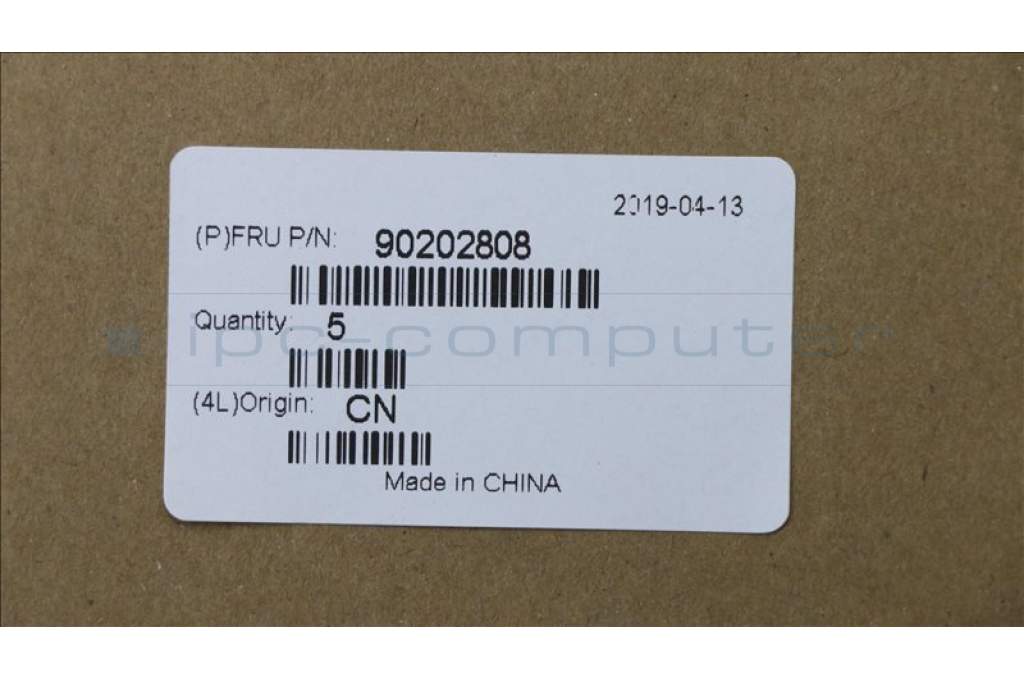 2019-04-13
(P)FRU P/N: 90202808
Quantity: 5
ipc-computer
(4L)Origin: CN
Made in CHINA